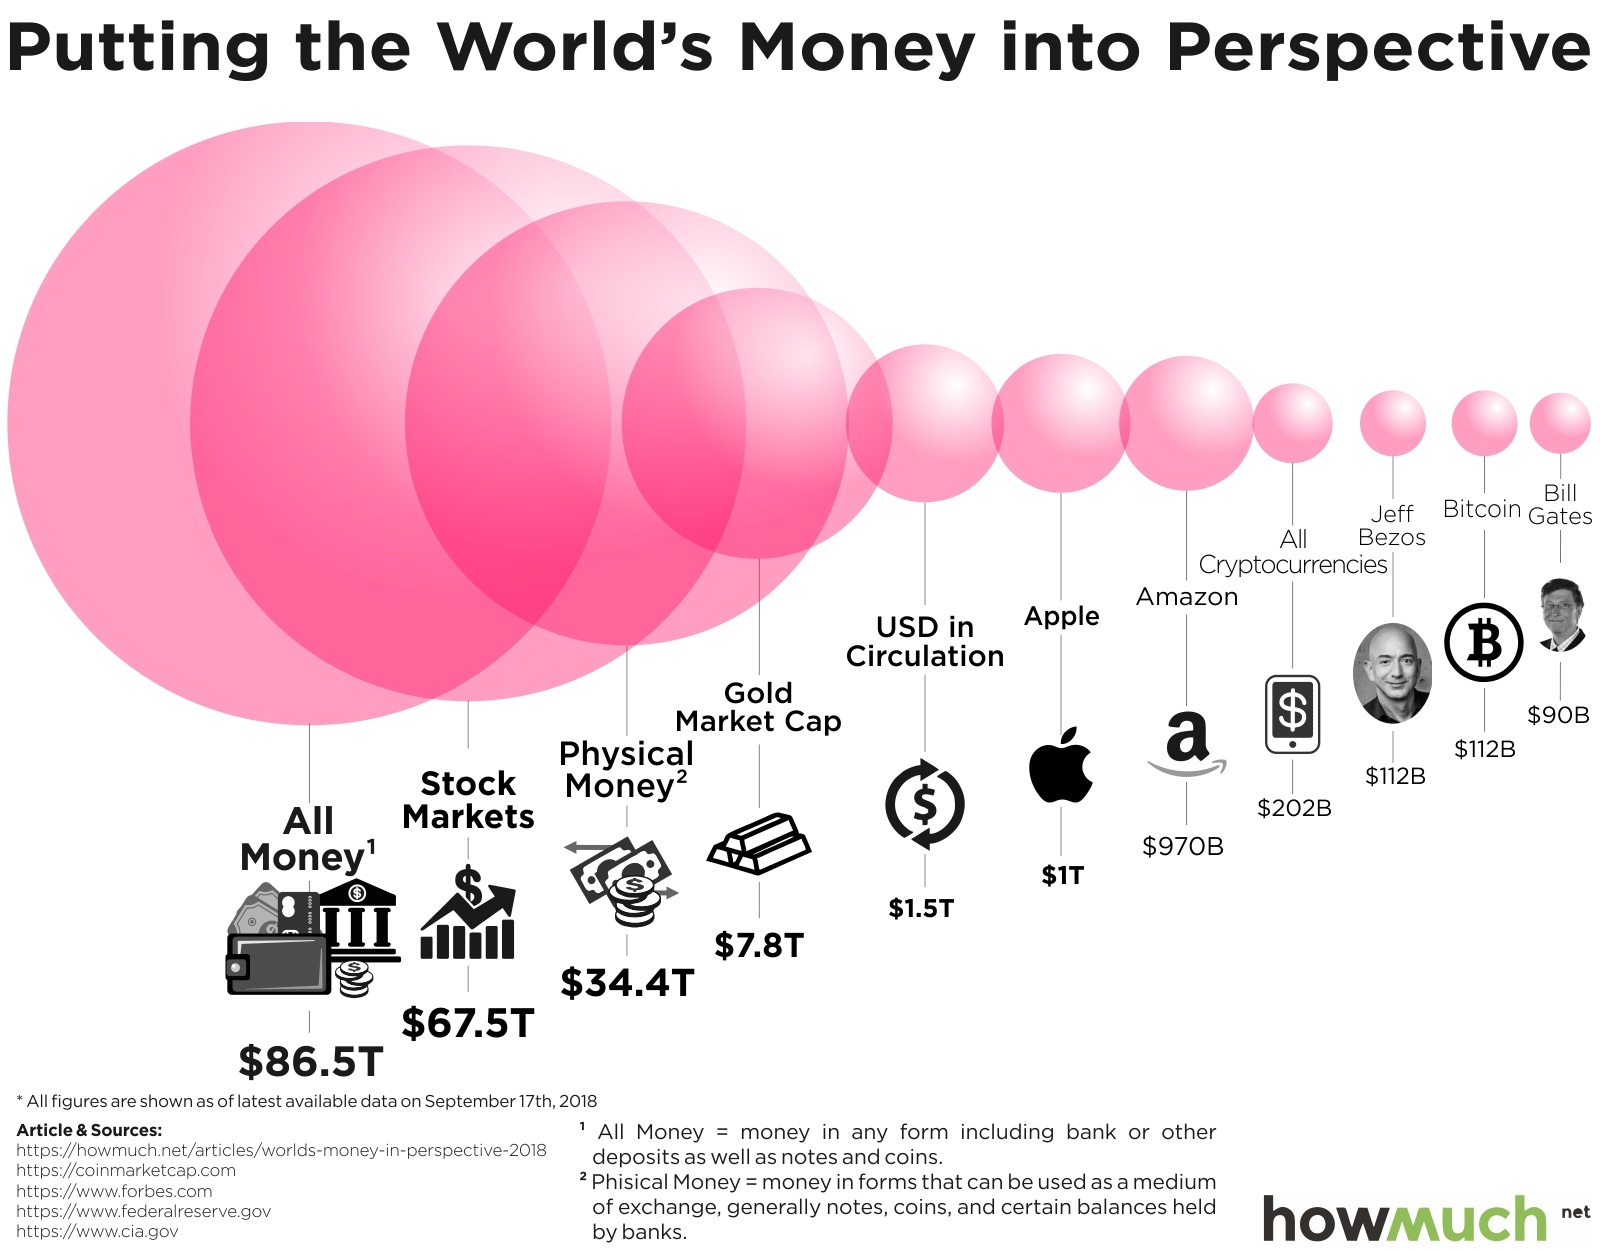 Putting the World's Money into Perspective
All
Money¹
$86.5T
Stock
Markets
$67.5T
Physical
Money²
$34.4T
Gold
Market Cap
$7.8T
USD in
Circulation
$1.5T
Apple
$1T
Amazon
a
$970B
All
Cryptocurrencies
$202B
Jeff
Bezos
$112B
Bitcoin
$112B
Bill
Gates
$90B
* All figures are shown as of latest available data on September 17th, 2018
Article & Sources:
https://howmuch.net/articles/worlds-money-in-perspective-2018
https://coinmarketcap.com
https://www.forbes.com
https://www.federalreserve.gov
https://www.cia.gov
¹ All Money = money in any form including bank or other
deposits as well as notes and coins.
² Phisical Money = money in forms that can be used as a medium
of exchange, generally notes, coins, and certain balances held
by banks.
howmuch net